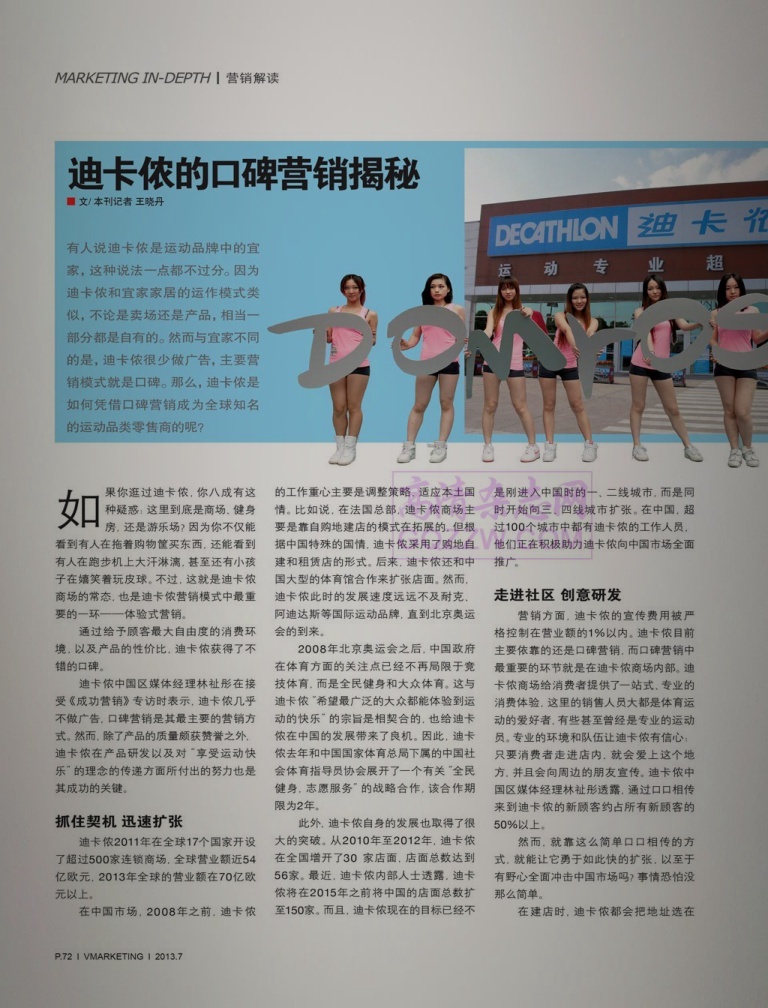 MARKETING IN-DEPTH | 营销解读
迪卡侬的口碑营销揭秘
■ 文/ 本刊记者 王晓丹
有人说迪卡侬是运动品牌中的宜
家，这种说法一点都不过分。因为
迪卡侬和宜家家居的运作模式类
似，不论是卖场还是产品，相当一
部分都是自有的。然而与宜家不同
的是，迪卡侬很少做广告，主要营
销模式就是口碑。那么，迪卡侬是
如何凭借口碑营销成为全球知名
的运动品类零售商的呢？
DECATHLON 迪卡侬
运动专业超
DOMYOS
如果你逛过迪卡侬，你八成有这
种疑惑：这里到底是商场、健身
房，还是游乐场？因为你不仅能
看到有人在拖着购物筐买东西，还能看到
有人在跑步机上大汗淋漓，甚至还有小孩
子在嬉笑着玩皮球。不过，这就是迪卡侬
商场的常态，也是迪卡侬营销模式中最重
要的一环——体验式营销。
通过给予顾客最大自由度的消费环
境，以及产品的性价比，迪卡侬获得了不
错的口碑。
迪卡侬中国区媒体经理林祉彤在接
受《成功营销》专访时表示，迪卡侬几乎
不做广告，口碑营销是其最主要的营销方
式。然而，除了产品的质量颇获赞誉之外，
迪卡侬在产品研发以及对“享受运动快
乐”的理念的传递方面所付出的努力也是
其成功的关键。
抓住契机 迅速扩张
迪卡侬2011年在全球17个国家开设
了超过500家连锁商场，全球营业额近54
亿欧元，2013年全球的营业额在70亿欧
元以上。
在中国市场，2008年之前，迪卡侬
的工作重心主要是调整策略，适应本土国
情。比如说，在法国总部，迪卡侬商场主
要是靠自购地建店的模式在拓展的，但根
据中国特殊的国情，迪卡侬采用了购地自
建和租赁店的形式。后来，迪卡侬还和中
国大型的体育馆合作来扩张店面。然而，
迪卡侬此时的发展速度远远不及耐克、
阿迪达斯等国际运动品牌，直到北京奥运
会的到来。
2008年北京奥运会之后，中国政府
在体育方面的关注点已经不再局限于竞
技体育，而是全民健身和大众体育。这与
迪卡侬“希望最广泛的大众都能体验到运
动的快乐”的宗旨是相契合的，也给迪卡
侬在中国的发展带来了良机。因此，迪卡
侬去年和中国国家体育总局下属的中国社
会体育指导员协会展开了一个有关“全民
健身，志愿服务”的战略合作，该合作期
限为2年。
此外，迪卡侬自身的发展也取得了很
大的突破。从2010年至2012年，迪卡侬
在全国增开了30 家店面，店面总数达到
56家。最近，迪卡侬内部人士透露，迪卡
侬将在2015年之前将中国的店面总数扩
至150家。而且，迪卡侬现在的目标已经不
是刚进入中国时的一、二线城市，而是同
时开始向三、四线城市扩张。在中国，超
过100个城市中都有迪卡侬的工作人员，
他们正在积极助力迪卡侬向中国市场全面
推广。
走进社区 创意研发
营销方面，迪卡侬的宣传费用被严
格控制在营业额的1%以内。迪卡侬目前
主要依靠的还是口碑营销，而口碑营销中
最重要的环节就是在迪卡侬商场内部。迪
卡侬商场给消费者提供了一站式、专业的
消费体验，这里的销售人员大都是体育运
动的爱好者，有些甚至曾经是专业的运动
员。专业的环境和队伍让迪卡侬有信心：
只要消费者走进店内，就会爱上这个地
方，并且会向周边的朋友宣传。迪卡侬中
国区媒体经理林祉彤透露，通过口口相传
来到迪卡侬的新顾客约占所有新顾客的
50%以上。
然而，就靠这么简单口口相传的方
式，就能让它勇于如此快的扩张，以至于
有野心全面冲击中国市场吗？事情恐怕没
那么简单。
在建店时，迪卡侬都会把地址选在
高清杂志网
GQZZW.COM
P.72 | VMARKETING | 2013.7